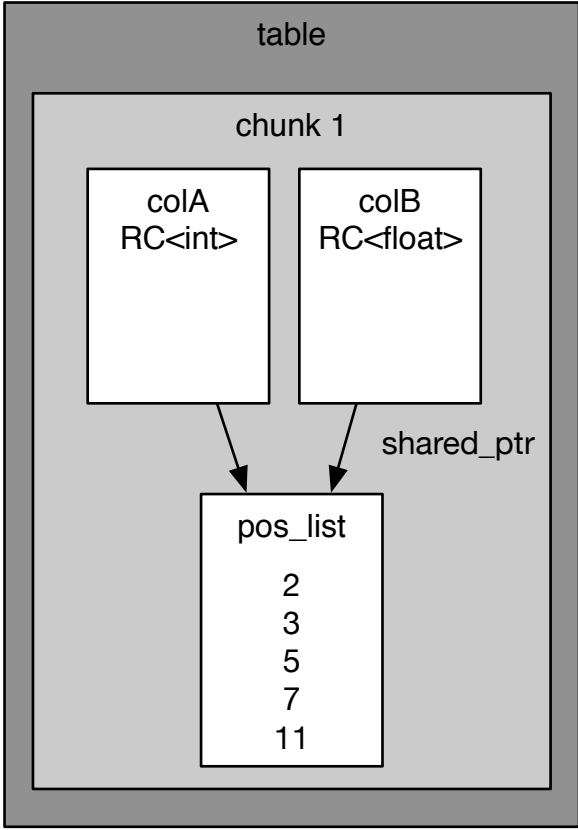 table
chunk 1
colA
RC<int>
colB
RC<float>
shared_ptr
pos_list
2
3
5
7
11